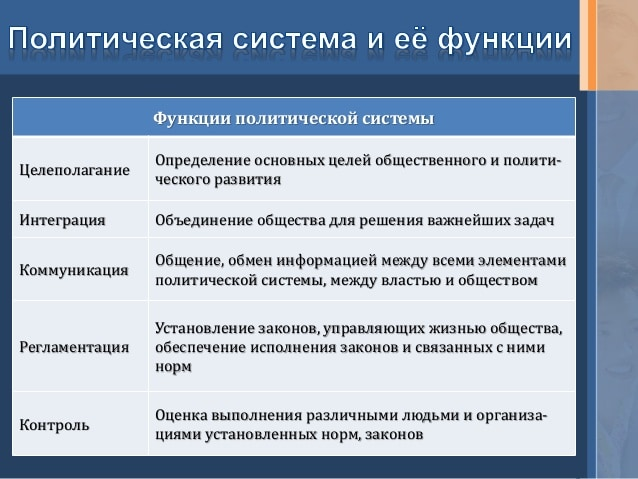 Политическая система и её функции
Функции политической системы
Целеполагание
Определение основных целей общественного и полити-
ческого развития
Интеграция
Объединение общества для решения важнейших задач
Коммуникация
Общение, обмен информацией между всеми элементами
политической системы, между властью и обществом
Регламентация
Установление законов, управляющих жизнью общества,
обеспечение исполнения законов и связанных с ними
норм
Контроль
Оценка выполнения различными людьми и организа-
циями установленных норм, законов